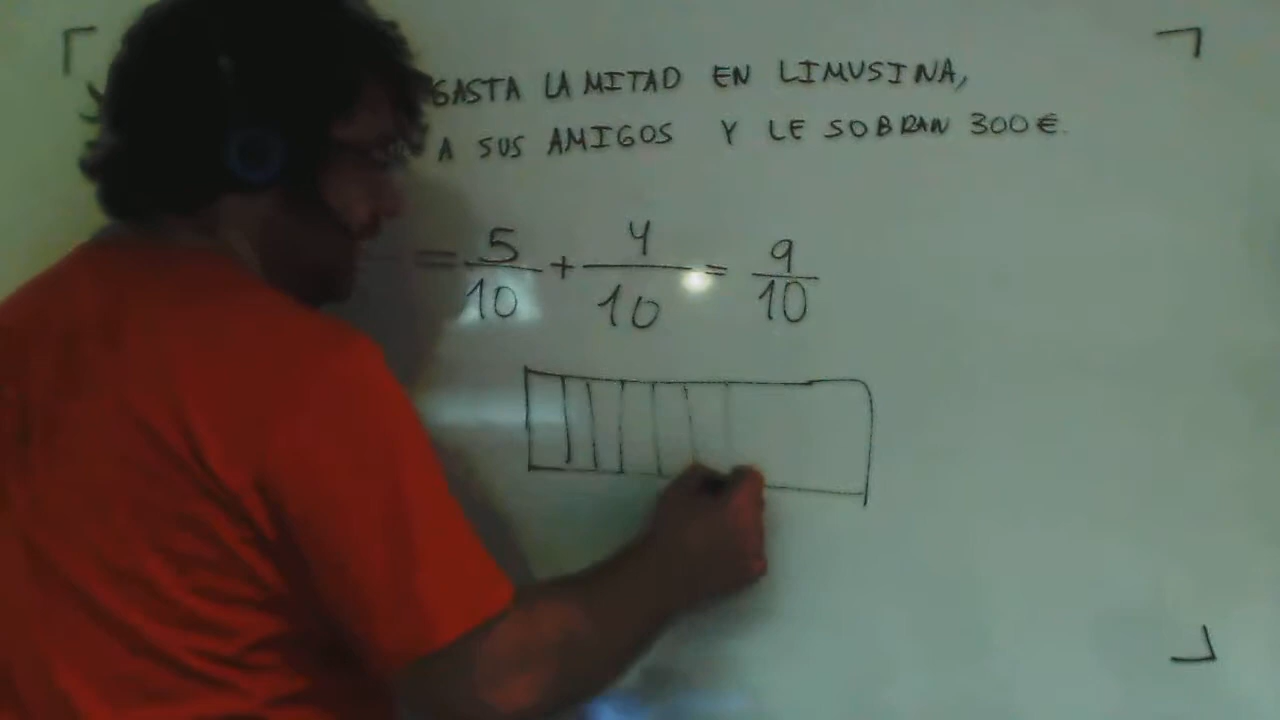 GASTA LA MITAD EN LIMUSINA,
A SUS AMIGOS Y LE SOBRAN 300€.
= 5/10 + 4/10 = 9/10